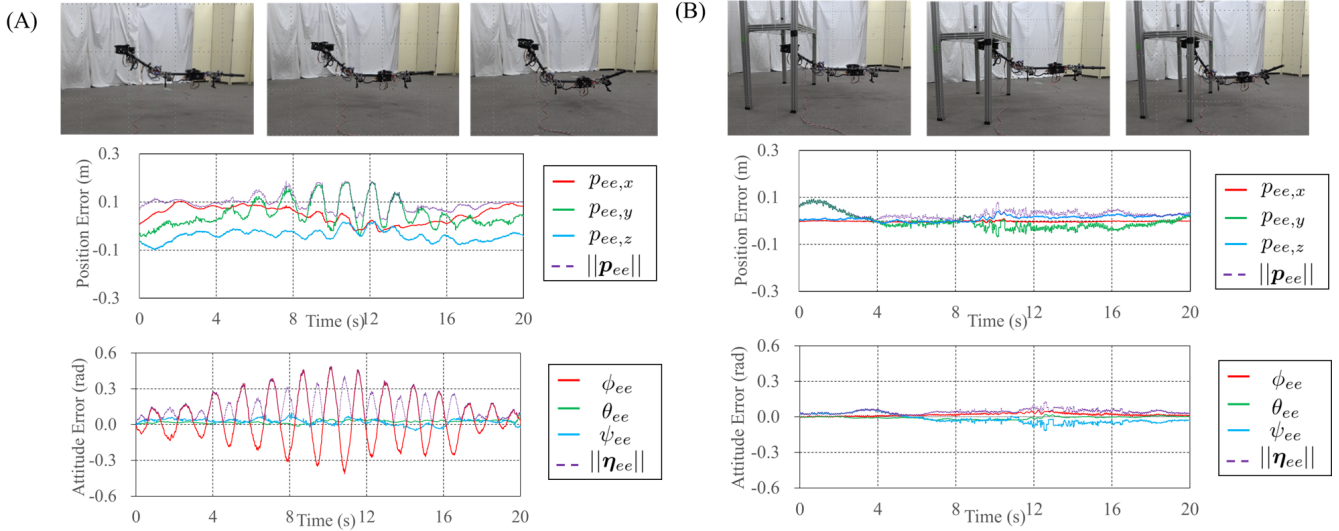 (A)
Position Error (m)
0.3
0.1
-0.1
-0.3
0
4
8
12
16
20
Time (s)
p_{ee,x}
p_{ee,y}
p_{ee,z}
||p_{ee}||
Attitude Error (rad)
0.6
0.3
0.0
-0.3
-0.6
0
4
8
12
16
20
Time (s)
ϕ_{ee}
θ_{ee}
ψ_{ee}
||η_{ee}||
(B)
Position Error (m)
0.3
0.1
-0.1
-0.3
0
4
8
12
16
20
Time (s)
p_{ee,x}
p_{ee,y}
p_{ee,z}
||p_{ee}||
Attitude Error (rad)
0.6
0.3
0.0
-0.3
-0.6
0
4
8
12
16
20
Time (s)
ϕ_{ee}
θ_{ee}
ψ_{ee}
||η_{ee}||